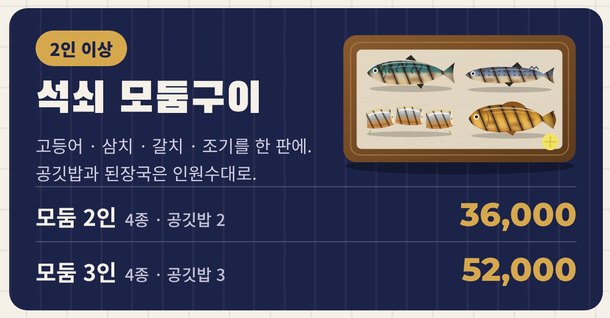 2인 이상
석쇠 모둠구이
고등어 · 삼치 · 갈치 · 조기를 한 판에.
공깃밥과 된장국은 인원수대로.
모둠 2인 4종 · 공깃밥 2 36,000
모둠 3인 4종 · 공깃밥 3 52,000